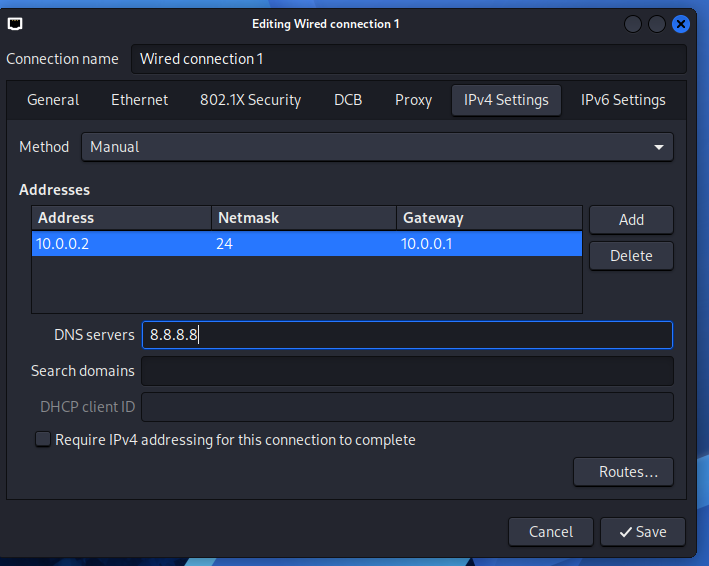 Editing Wired connection 1
Connection name Wired connection 1
General Ethernet 802.1X Security DCB Proxy IPv4 Settings IPv6 Settings
Method Manual
Addresses
Address Netmask Gateway
10.0.0.2 24 10.0.0.1
Add
Delete
DNS servers 8.8.8.8
Search domains
DHCP client ID
Require IPv4 addressing for this connection to complete
Routes...
Cancel Save